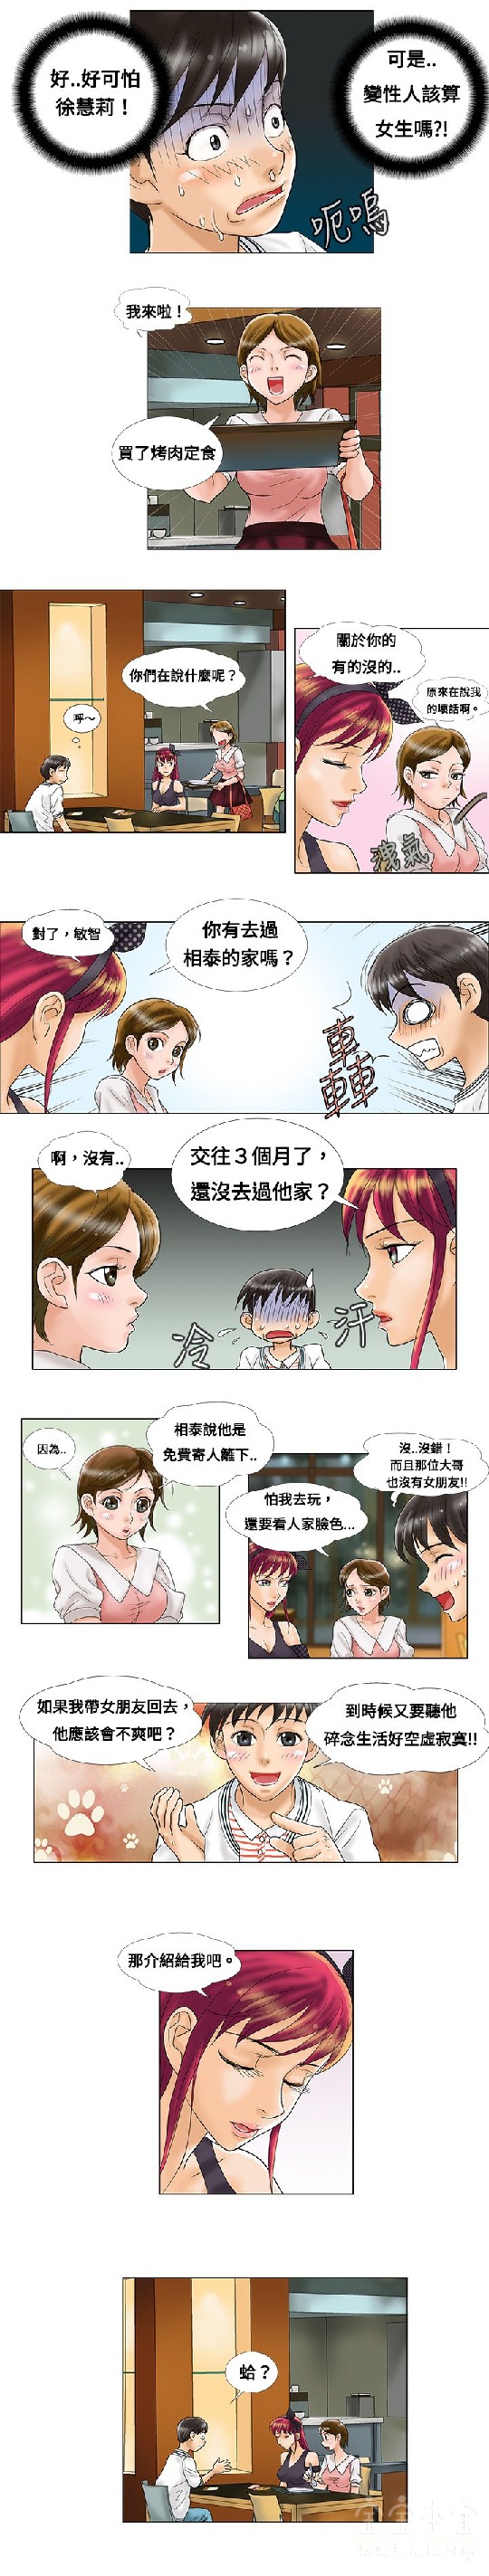 好..好可怕
徐慧莉！
可是..
變性人該算
女生嗎?!
呃嗚
我來啦！
買了烤肉定食
你們在說什麼呢？
呼～
關於你的
有的沒的..
原來在說我
的壞話啊。
洩氣
對了，敏智
你有去過
相泰的家嗎？
轟轟
啊，沒有..
交往３個月了，
還沒去過他家？
冷
汗
因為..
相泰說他是
免費寄人籬下..
怕我去玩，
還要看人家臉色...
沒..沒錯！
而且那位大哥
也沒有女朋友!!
如果我帶女朋友回去，
他應該會不爽吧？
到時候又要聽他
碎念生活好空虛寂寞!!
那介紹給我吧。
蛤？